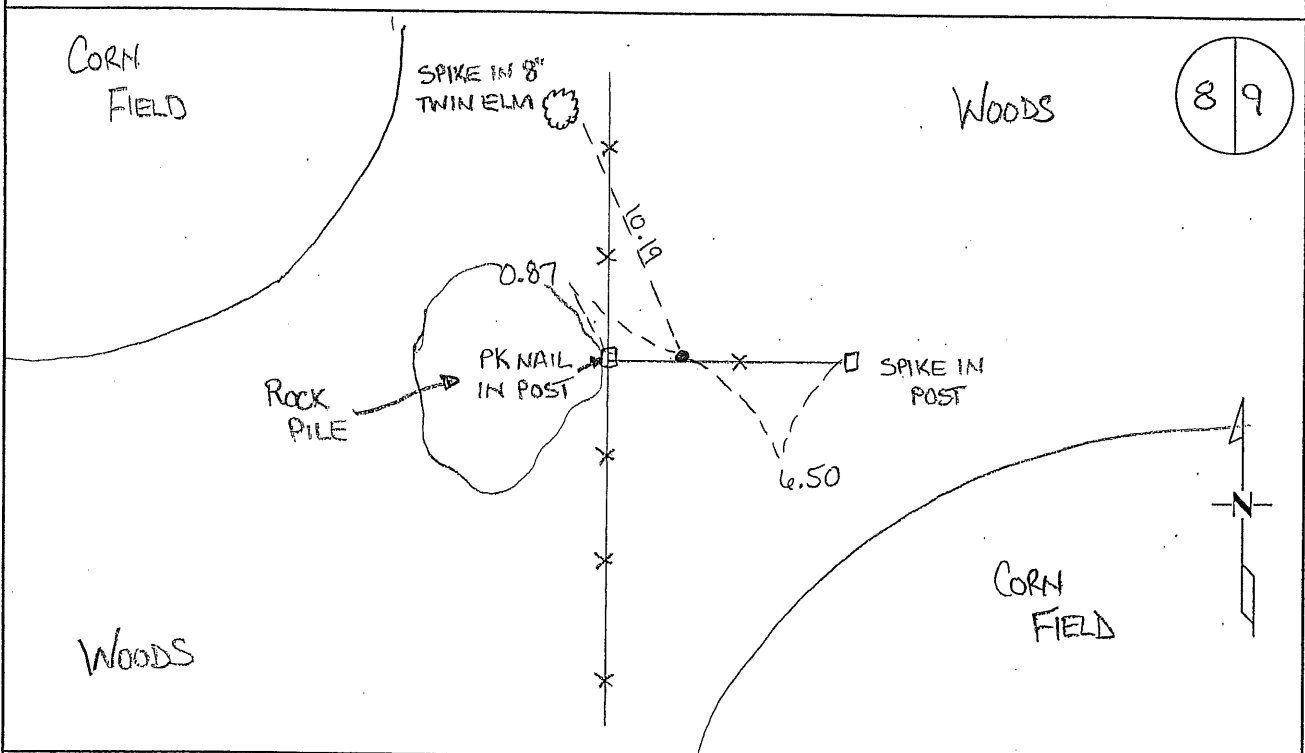 CORN
FIELD
SPIKE IN 8"
TWIN ELM
WOODS
8 9
10.19
0.87
PK NAIL
IN POST
SPIKE IN
POST
ROCK
PILE
6.50
N
CORN
FIELD
WOODS